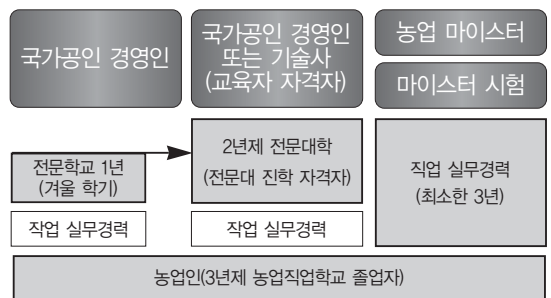 국가공인 경영인
국가공인 경영인
또는 기술사
(교육자 자격자)
농업 마이스터
마이스터 시험
전문학교 1년
(겨울 학기)
2년제 전문대학
(전문대 진학 자격자)
직업 실무경력
(최소한 3년)
작업 실무경력
작업 실무경력
농업인(3년제 농업직업학교 졸업자)